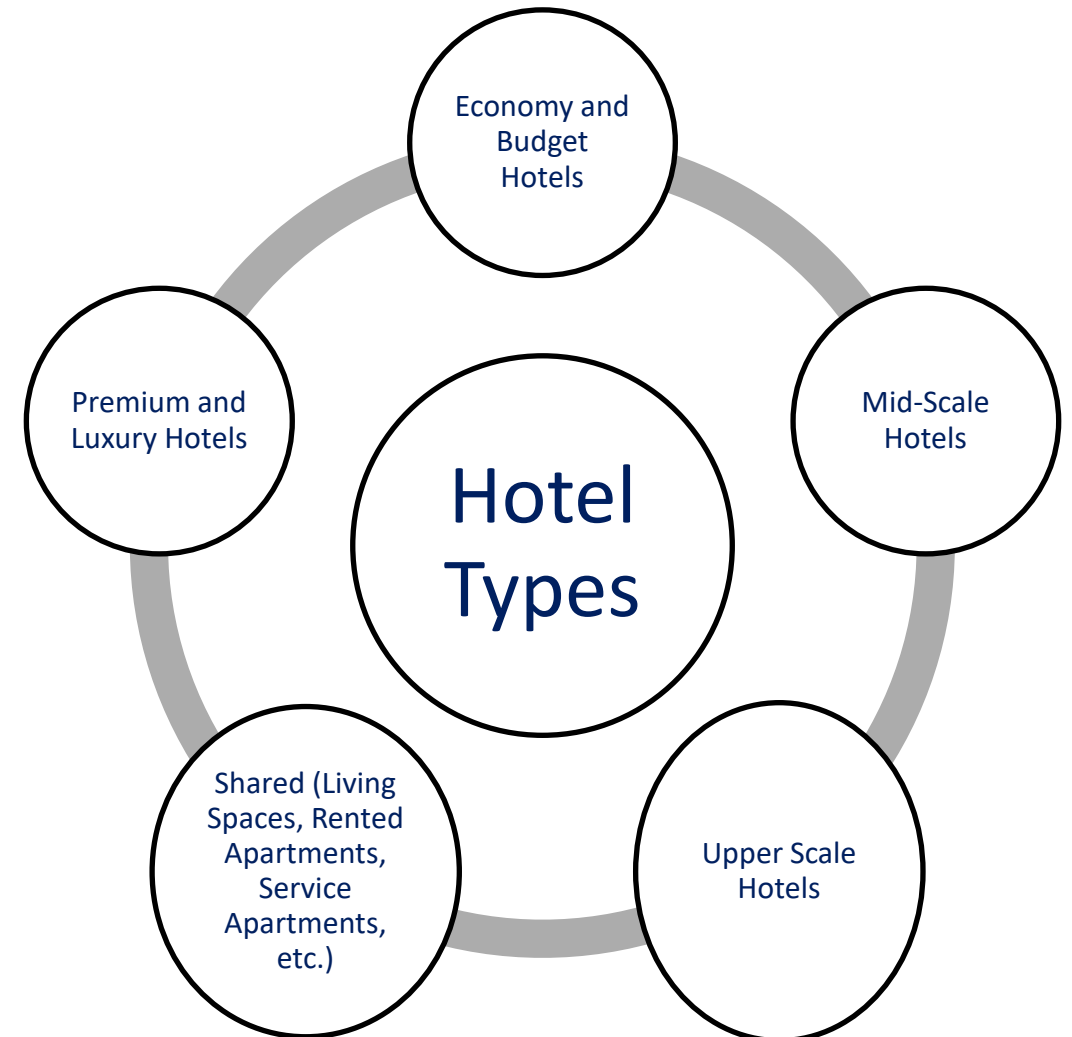 Economy and
Budget
Hotels
Premium and
Luxury Hotels
Mid-Scale
Hotels
Hotel
Types
Shared (Living
Spaces, Rented
Apartments,
Service
Apartments,
etc.)
Upper Scale
Hotels